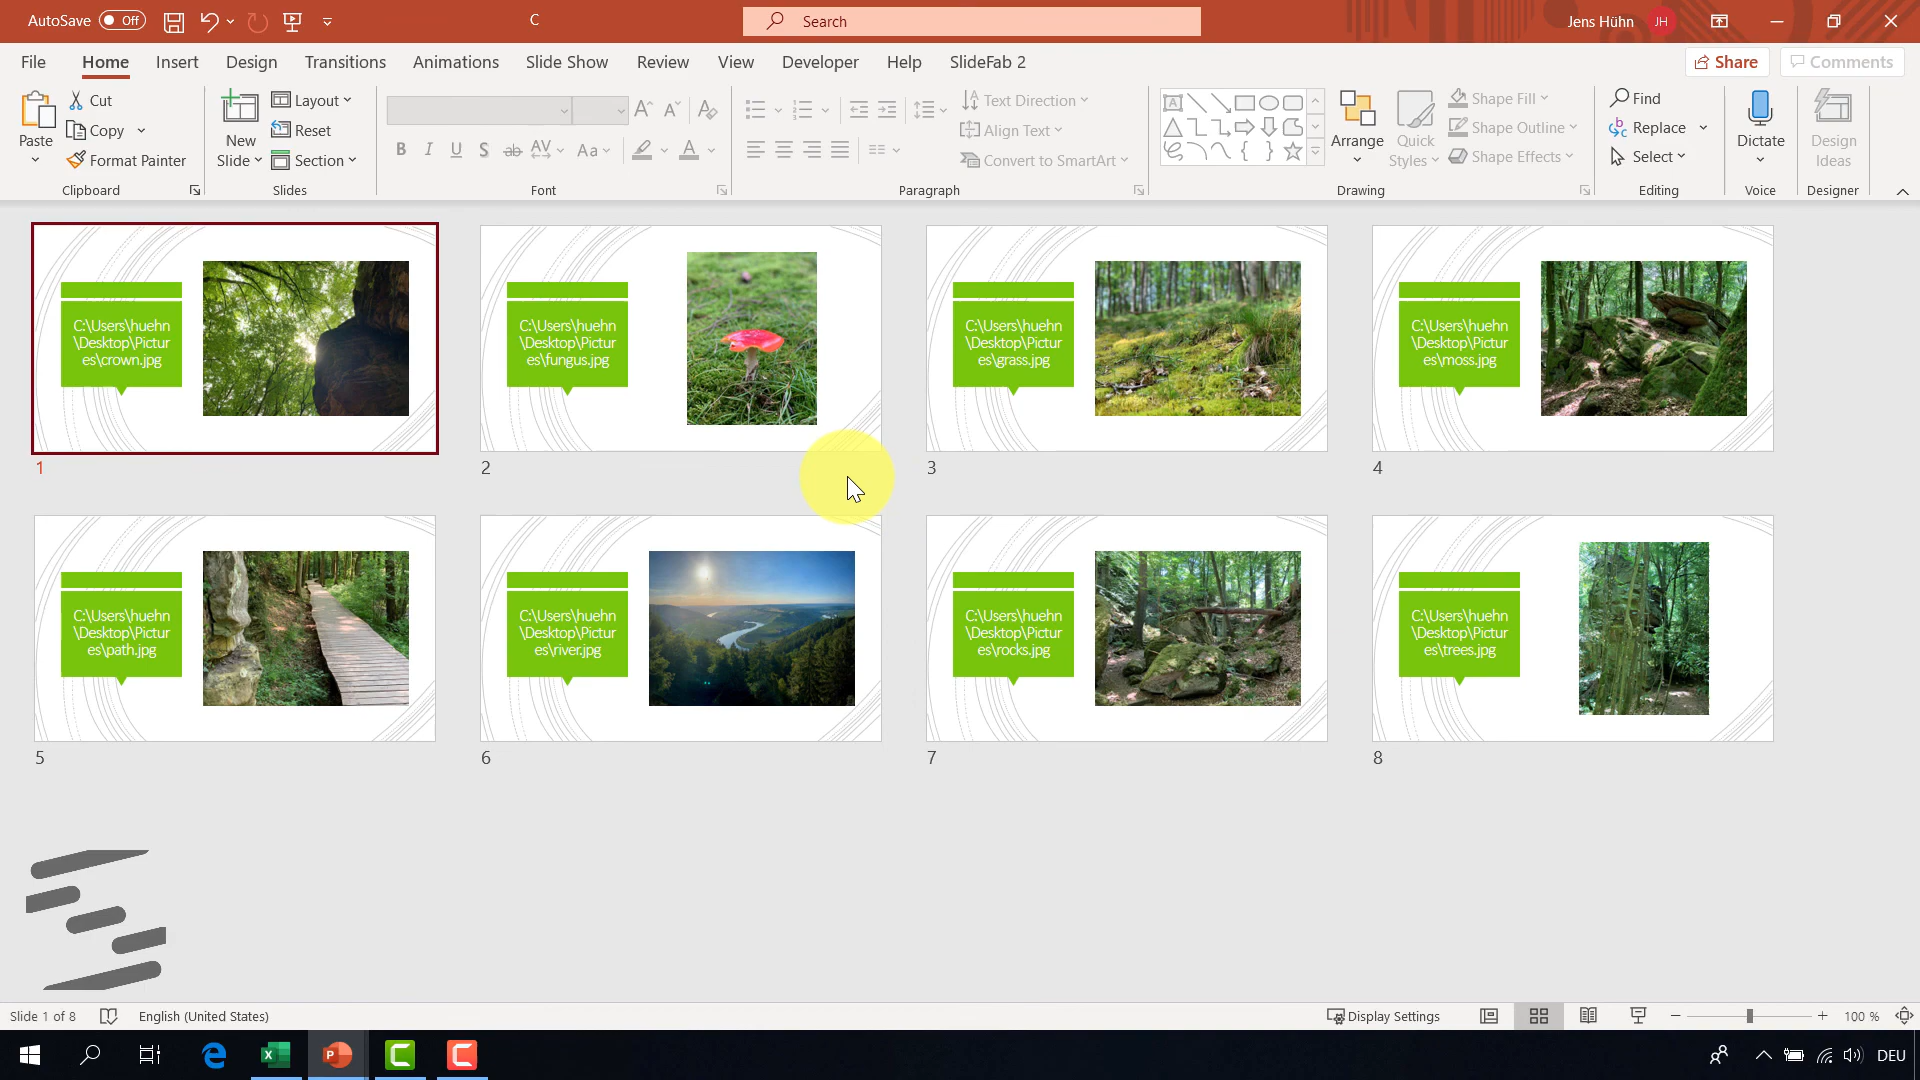 AutoSave Off C Search Jens Hühn JH
File Home Insert Design Transitions Animations Slide Show Review View Developer Help SlideFab 2 Share Comments
Paste Cut Copy Format Painter Clipboard
New Slide Layout Reset Section Slides
B I U S ab AV Aa A Font
Text Direction Align Text Convert to SmartArt Paragraph
Arrange Quick Styles Shape Fill Shape Outline Shape Effects Drawing
Find Replace Select Editing
Dictate Voice
Design Ideas Designer
C:\Users\huehn
\Desktop\Pictur
es\crown.jpg
1
C:\Users\huehn
\Desktop\Pictur
es\fungus.jpg
2
C:\Users\huehn
\Desktop\Pictur
es\grass.jpg
3
C:\Users\huehn
\Desktop\Pictur
es\moss.jpg
4
C:\Users\huehn
\Desktop\Pictur
es\path.jpg
5
C:\Users\huehn
\Desktop\Pictur
es\river.jpg
6
C:\Users\huehn
\Desktop\Pictur
es\rocks.jpg
7
C:\Users\huehn
\Desktop\Pictur
es\trees.jpg
8
Slide 1 of 8 English (United States) Display Settings 100 %
DEU